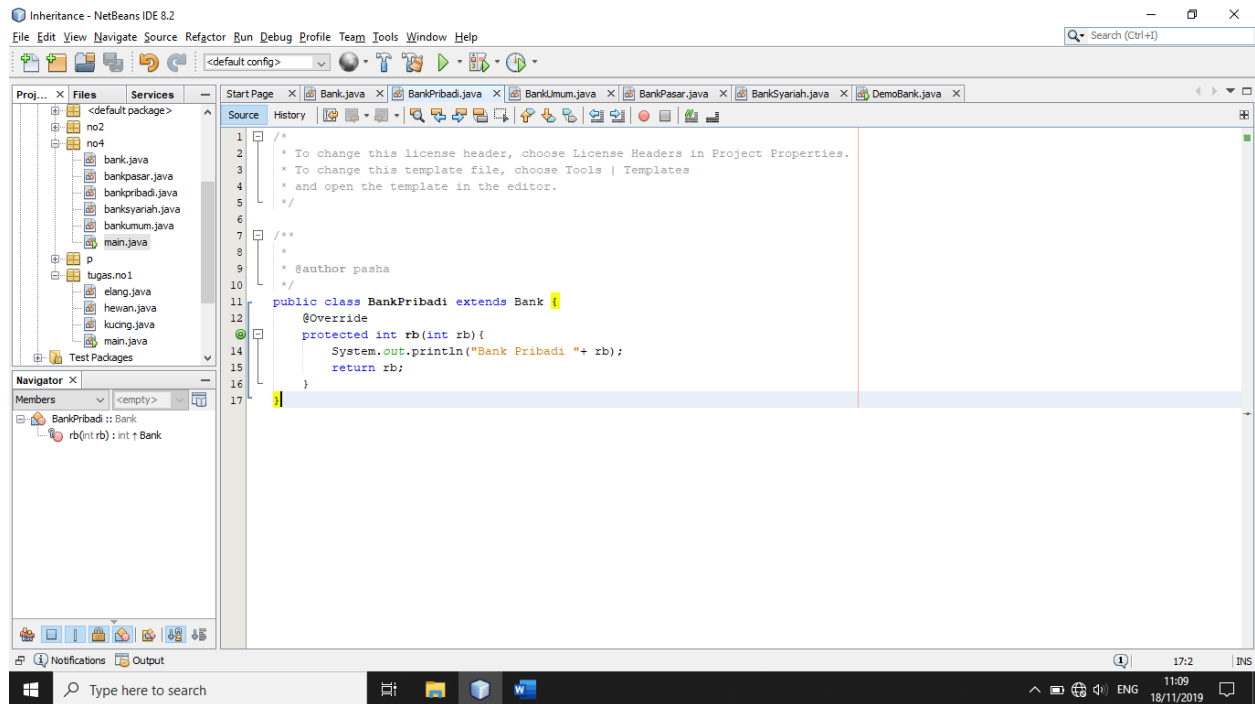 Inheritance - NetBeans IDE 8.2
File Edit View Navigate Source Refactor Run Debug Profile Team Tools Window Help
Search (Ctrl+I)
<default config>
Proj... Files Services
Start Page Bank.java BankPribadi.java BankUmum.java BankPasar.java BankSyariah.java DemoBank.java
<default package>
no2
no4
bank.java
bankpasar.java
bankpribadi.java
banksyariah.java
bankumum.java
main.java
p
tugas.no1
elang.java
hewan.java
kucing.java
main.java
Test Packages
Source History
1 /*
2 * To change this license header, choose License Headers in Project Properties.
3 * To change this template file, choose Tools | Templates
4 * and open the template in the editor.
5 */
6
7 /**
8 *
9 * @author pasha
10 */
11 public class BankPribadi extends Bank {
12 @Override
protected int rb(int rb){
14 System.out.println("Bank Pribadi "+ rb);
15 return rb;
16 }
17 }
Navigator
Members <empty>
BankPribadi :: Bank
rb(int rb) : int ↑ Bank
Notifications Output
1
17:2 INS
Type here to search
ENG
11:09
18/11/2019